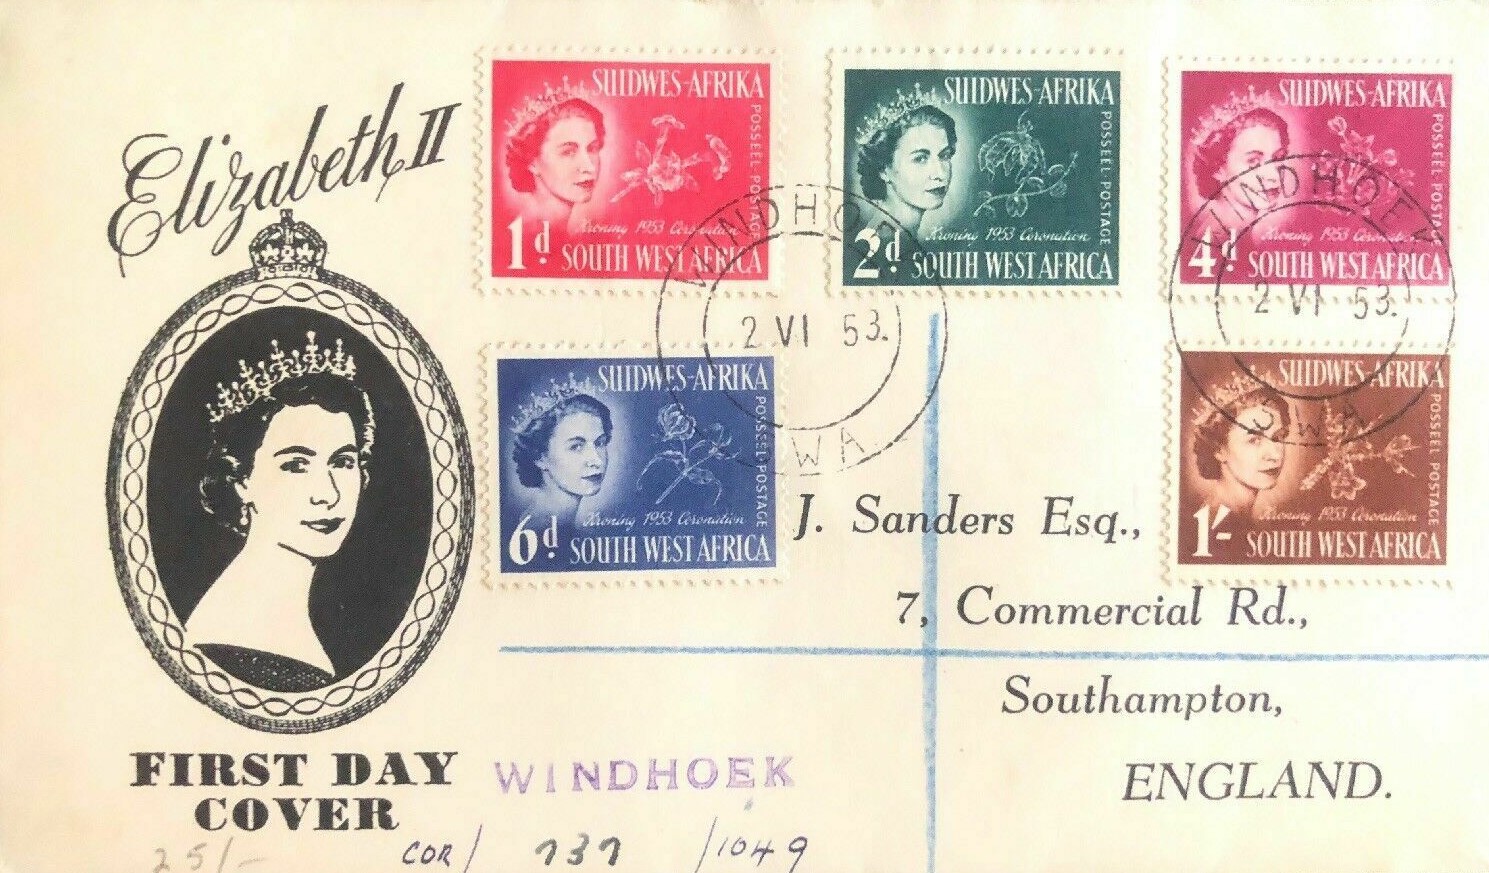 Elizabeth II
SUIDWES-AFRIKA
POSSEEL·POSTAGE
Kroning 1953 Coronation
1d
SOUTH WEST AFRICA
SUIDWES-AFRIKA
POSSEEL·POSTAGE
Kroning 1953 Coronation
2d
SOUTH WEST AFRICA
SUIDWES-AFRIKA
POSSEEL POSTAGE
Kroning 1953 Coronation
4d
SOUTH WEST AFRICA
WINDHOEK
2 VI 53.
SWA
WINDHOEK
2 VI 53.
S.W.A.
SUIDWES-AFRIKA
POSSEEL·POSTAGE
Kroning 1953 Coronation
6d
SOUTH WEST AFRICA
SUIDWES-AFRIKA
POSSEEL POSTAGE
Kroning 1953 Coronation
1/-
SOUTH WEST AFRICA
J. Sanders Esq.,
7, Commercial Rd.,
Southampton,
ENGLAND.
FIRST DAY
COVER
WINDHOEK
25/-
COR/ 737 /1049